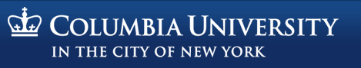 COLUMBIA UNIVERSITY
IN THE CITY OF NEW YORK